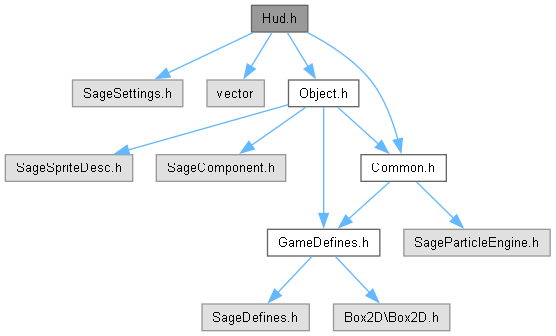 Hud.h
SageSettings.h
vector
Object.h
SageSpriteDesc.h
SageComponent.h
Common.h
GameDefines.h
SageParticleEngine.h
SageDefines.h
Box2D\Box2D.h